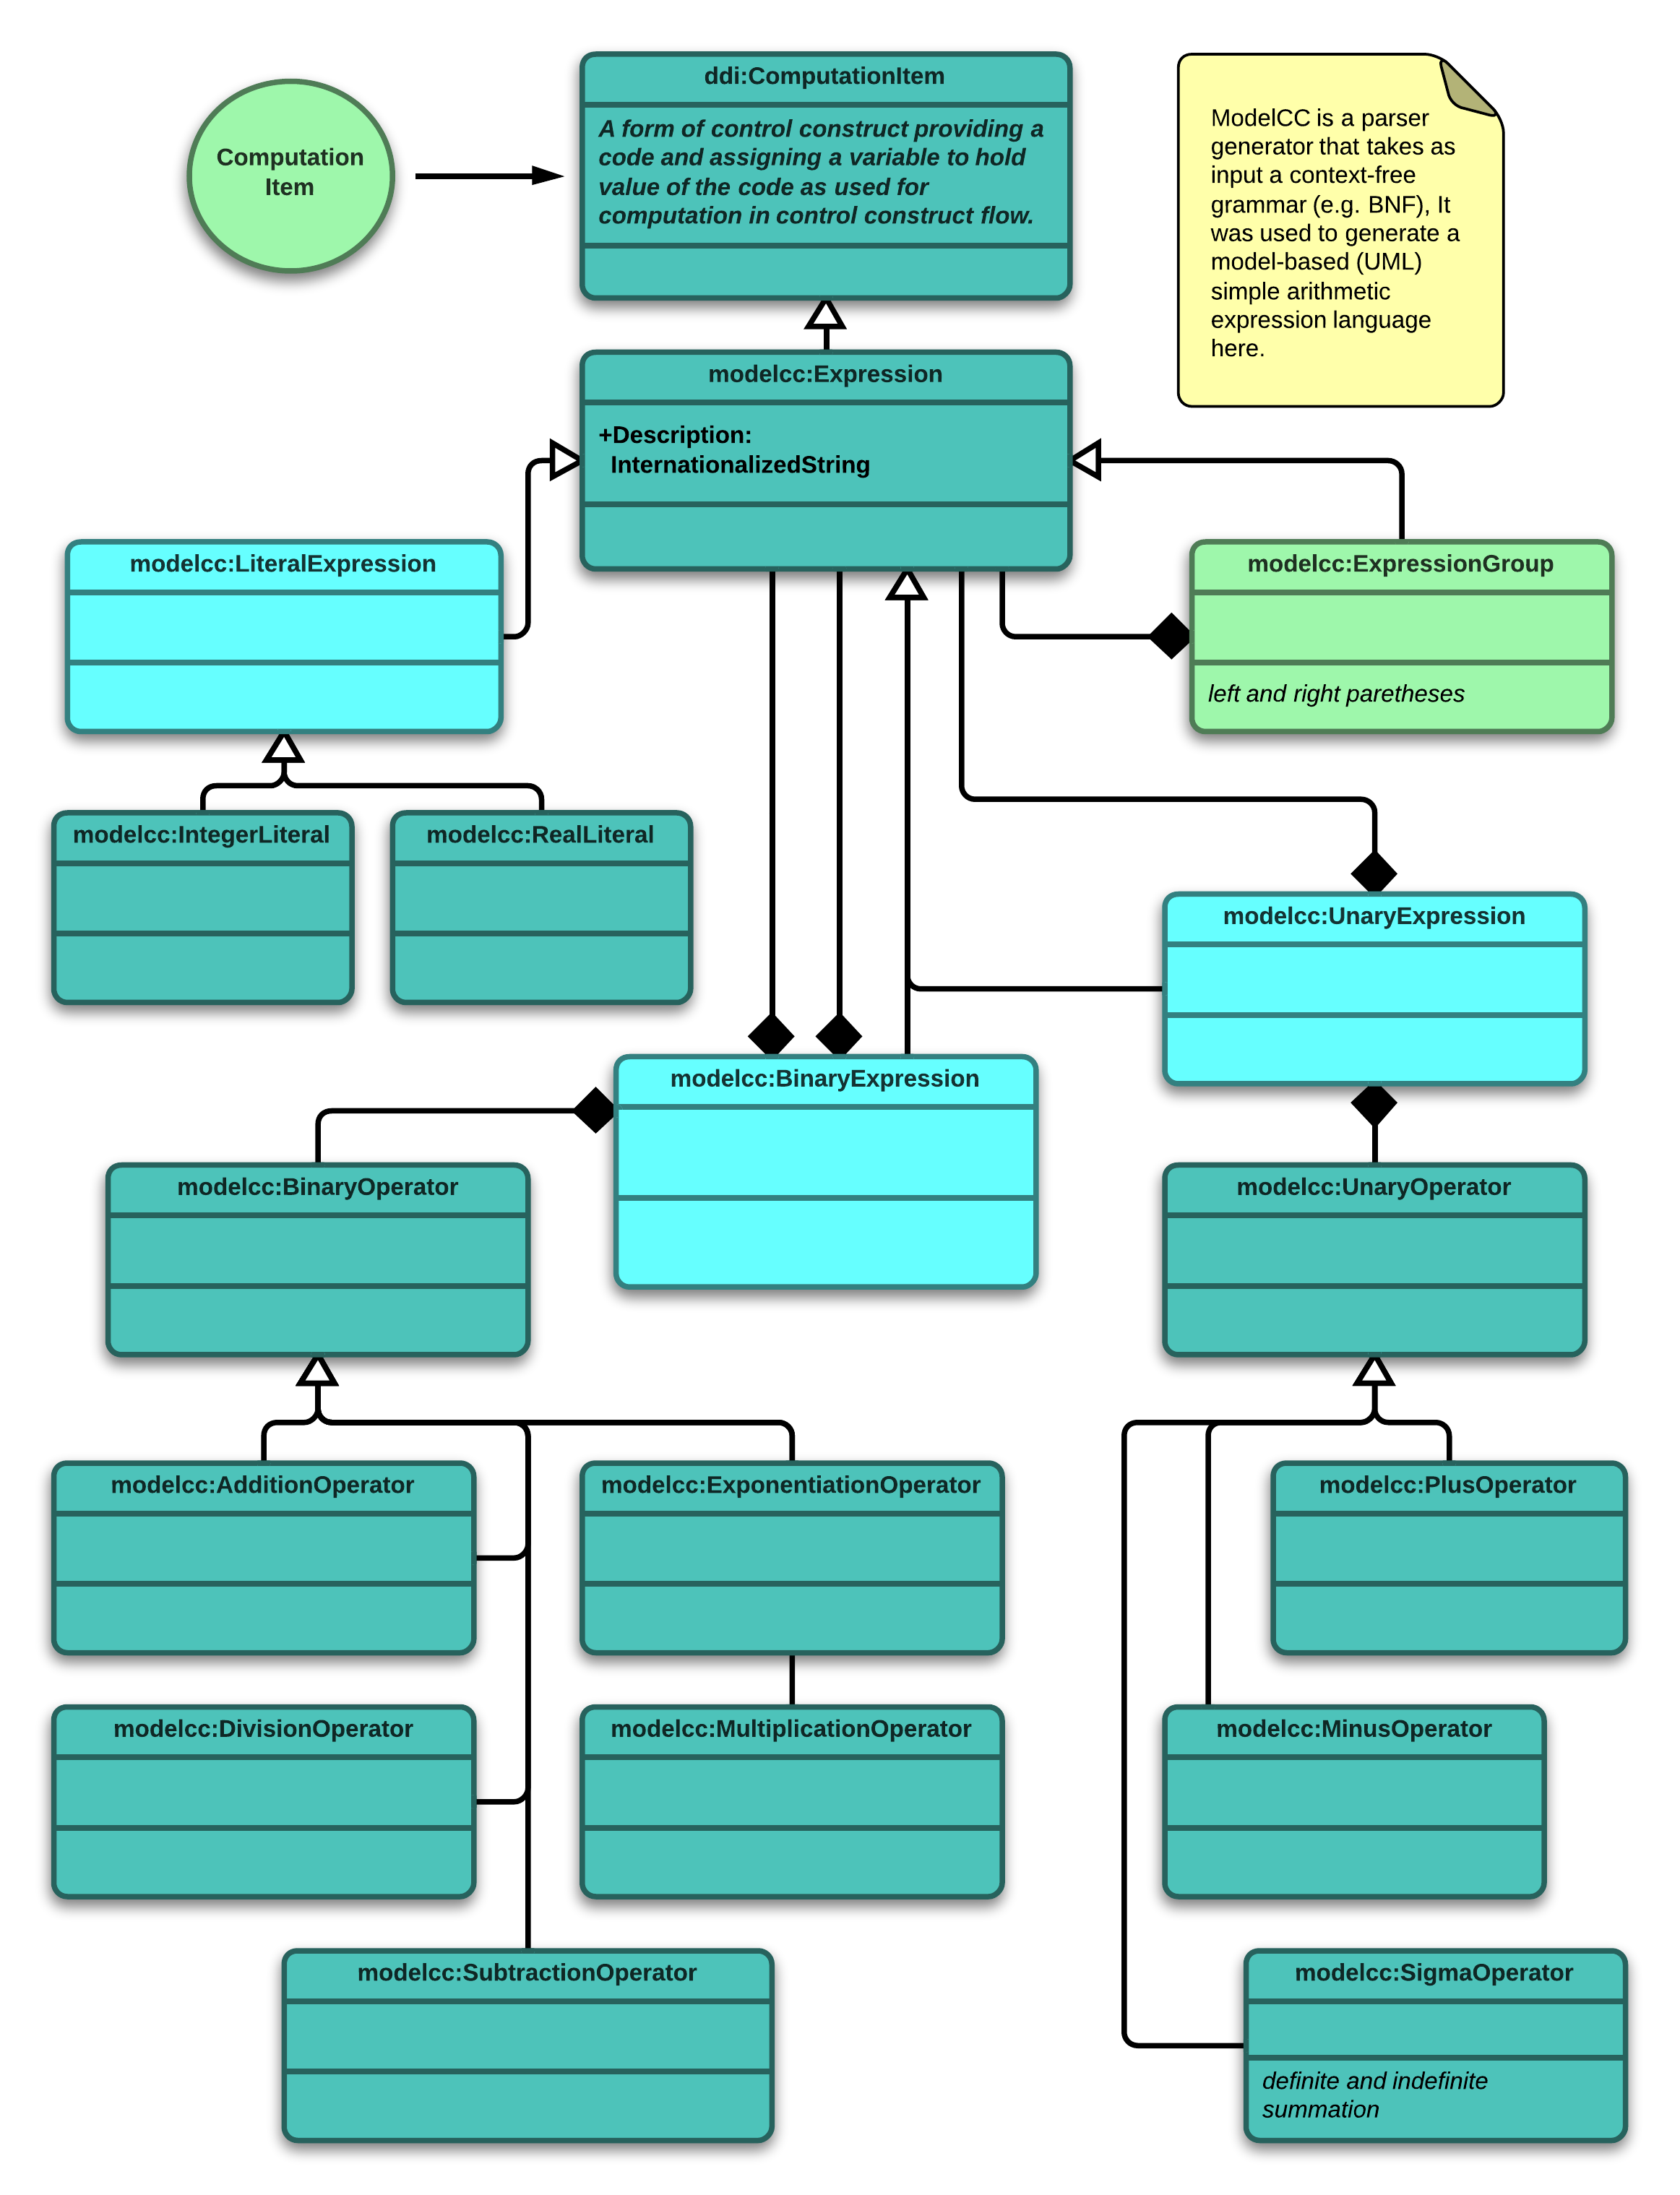 ddi:ComputationItem
Computation
Item
A form of control construct providing a
code and assigning a variable to hold
value of the code as used for
computation in control construct flow.
ModelCC is a parser
generator that takes as
input a context-free
grammar (e.g. BNF), It
was used to generate a
model-based (UML)
simple arithmetic
expression language
here.
modelcc:Expression
+Description:
InternationalizedString
modelcc:LiteralExpression
modelcc:ExpressionGroup
left and right paretheses
modelcc:IntegerLiteral
modelcc:RealLiteral
modelcc:UnaryExpression
modelcc:BinaryExpression
modelcc:BinaryOperator
modelcc:UnaryOperator
modelcc:AdditionOperator
modelcc:ExponentiationOperator
modelcc:PlusOperator
modelcc:DivisionOperator
modelcc:MultiplicationOperator
modelcc:MinusOperator
modelcc:SubtractionOperator
modelcc:SigmaOperator
definite and indefinite
summation